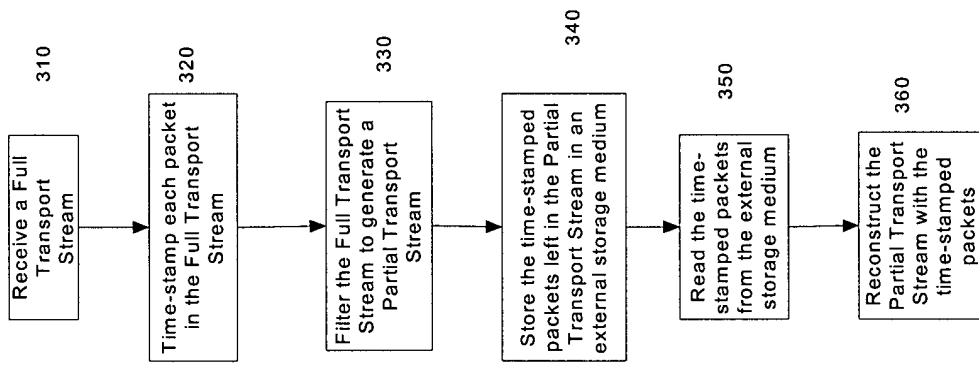 310
Receive a Full
Transport
Stream
320
Time-stamp each packet
in the Full Transport
Stream
330
Filter the Full Transport
Stream to generate a
Partial Transport
Stream
340
Store the time-stamped
packets left in the Partial
Transport Stream in an
external storage medium
350
Read the time-
stamped packets
from the external
storage medium
360
Reconstruct the
Partial Transport
Stream with the
time-stamped
packets